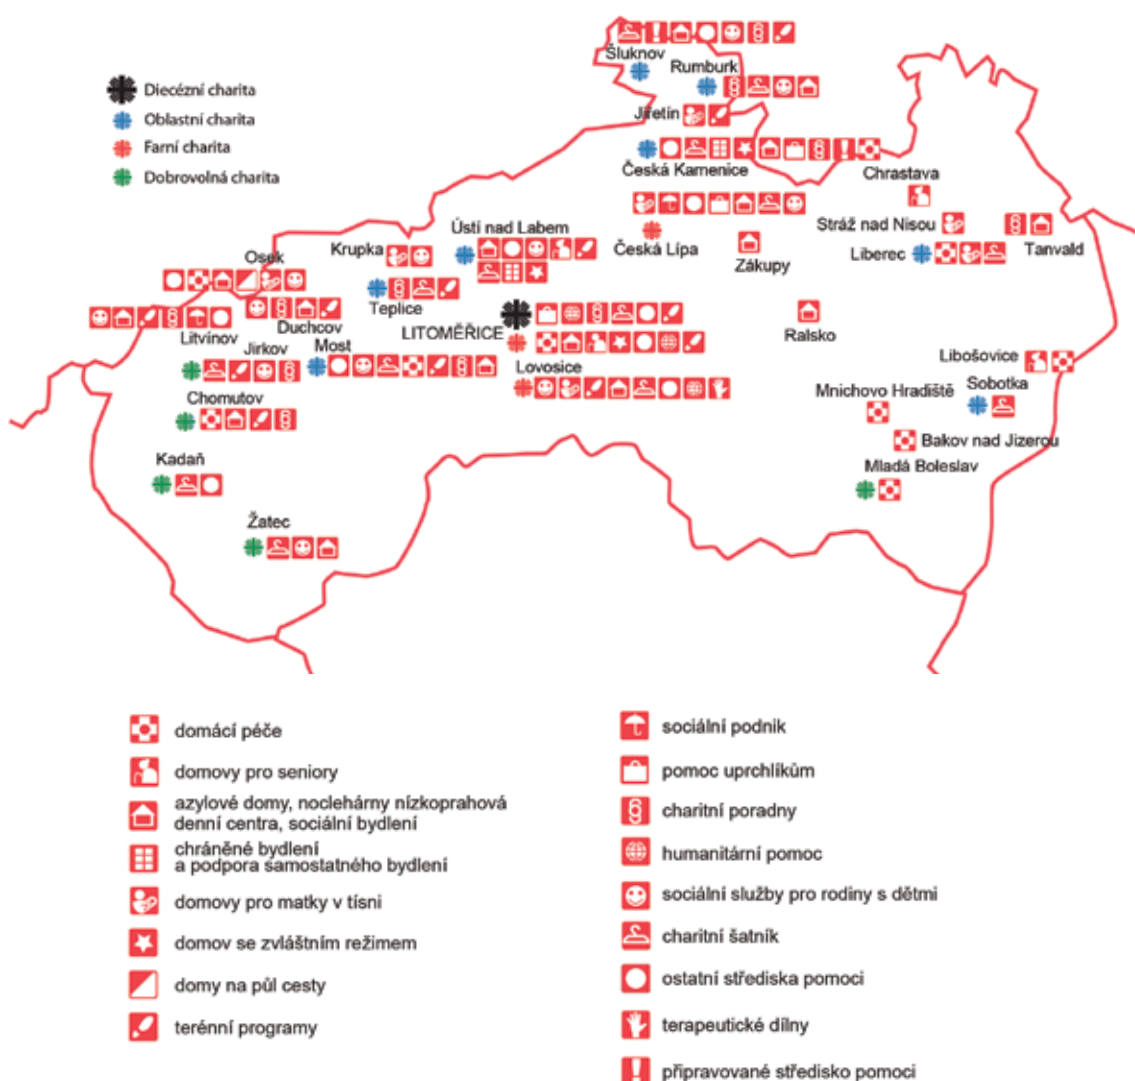 Šluknov
Rumburk
Diecézní charita
Oblastní charita
Farní charita
Dobrovolná charita
Jiřetín
Česká Kamenice
Chrastava
Stráž nad Nisou
Tanvald
Liberec
Ústí nad Labem
Česká Lípa
Zákupy
Krupka
Osek
Teplice
Duchcov
LITOMĚŘICE
Litvínov
Jirkov
Most
Lovosice
Ralsko
Libošovice
Sobotka
Mnichovo Hradiště
Chomutov
Bakov nad Jizerou
Mladá Boleslav
Kadaň
Žatec
domácí péče
domovy pro seniory
azylové domy, noclehárny nízkoprahová
denní centra, sociální bydlení
chráněné bydlení
a podpora samostatného bydlení
domovy pro matky v tísni
domov se zvláštním režimem
domy na půl cesty
terénní programy
sociální podnik
pomoc uprchlíkům
charitní poradny
humanitární pomoc
sociální služby pro rodiny s dětmi
charitní šatník
ostatní střediska pomoci
terapeutické dílny
připravované středisko pomoci